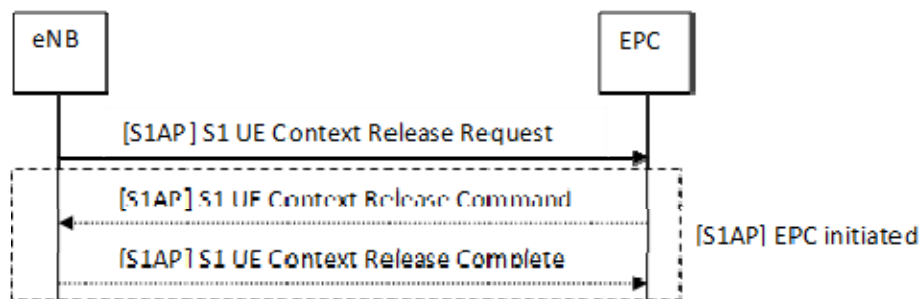 eNB
EPC
[S1AP] S1 UE Context Release Request
[S1AP] S1 UE Context Release Command
[S1AP] EPC initiated
[S1AP] S1 UE Context Release Complete